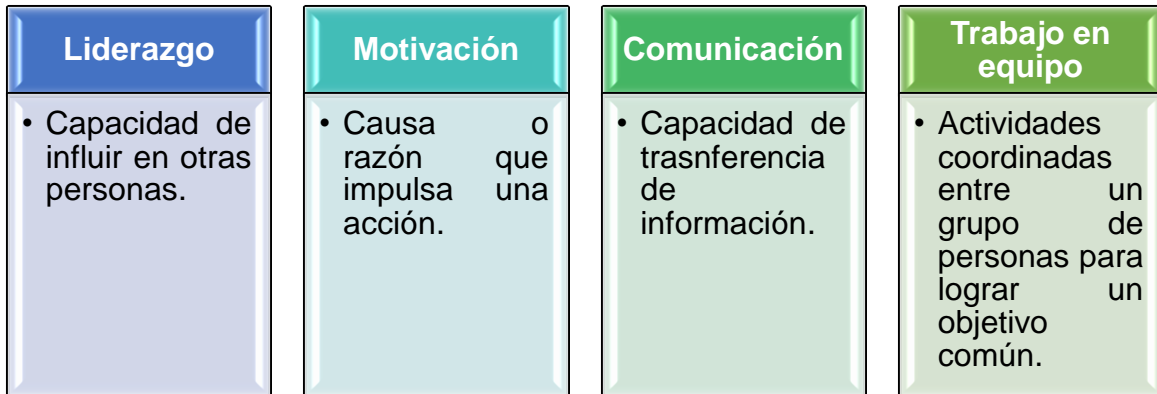 Liderazgo
• Capacidad de
influir en otras
personas.
Motivación
• Causa o
razón que
impulsa una
acción.
Comunicación
• Capacidad de
trasnferencia
de
información.
Trabajo en
equipo
• Actividades
coordinadas
entre un
grupo de
personas para
lograr un
objetivo
común.